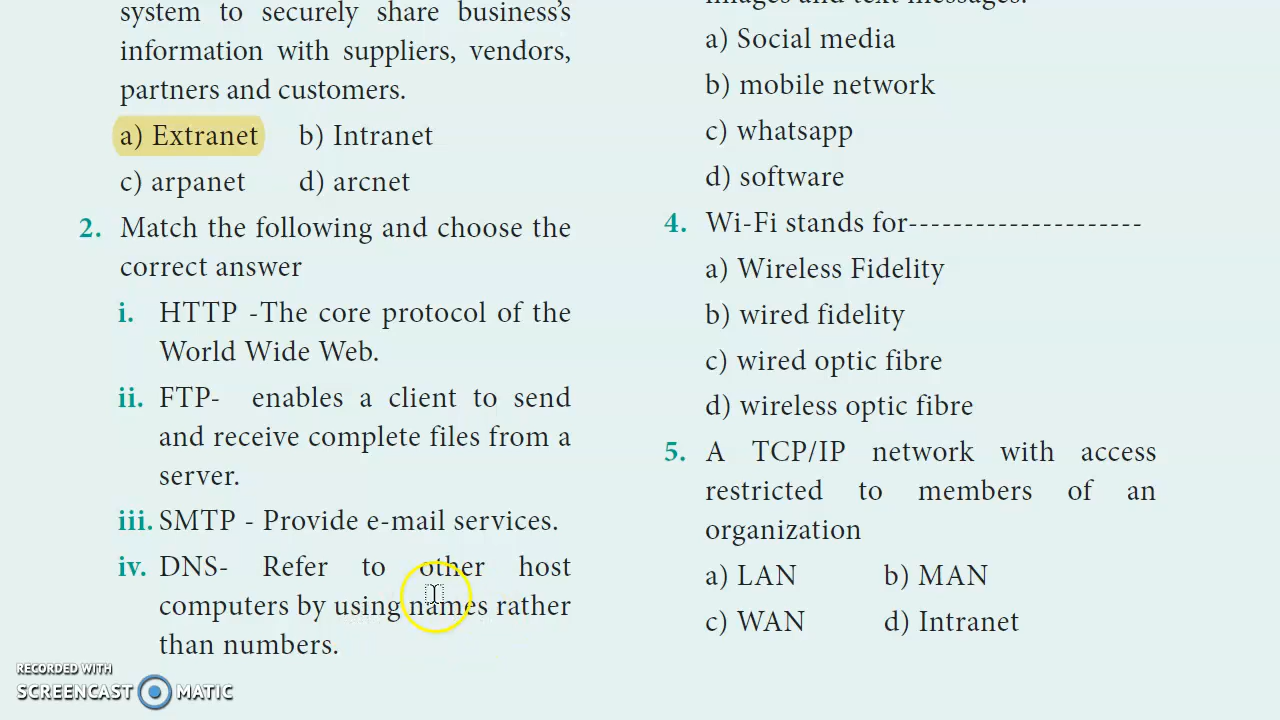 system to securely share business's
information with suppliers, vendors,
partners and customers.
a) Extranet b) Intranet
c) arpanet d) arcnet
2. Match the following and choose the
correct answer
i. HTTP -The core protocol of the
World Wide Web.
ii. FTP- enables a client to send
and receive complete files from a
server.
iii. SMTP - Provide e-mail services.
iv. DNS- Refer to other host
computers by using names rather
than numbers.
images and text messages.
a) Social media
b) mobile network
c) whatsapp
d) software
4. Wi-Fi stands for---------------------
a) Wireless Fidelity
b) wired fidelity
c) wired optic fibre
d) wireless optic fibre
5. A TCP/IP network with access
restricted to members of an
organization
a) LAN b) MAN
c) WAN d) Intranet
RECORDED WITH
SCREENCAST MATIC